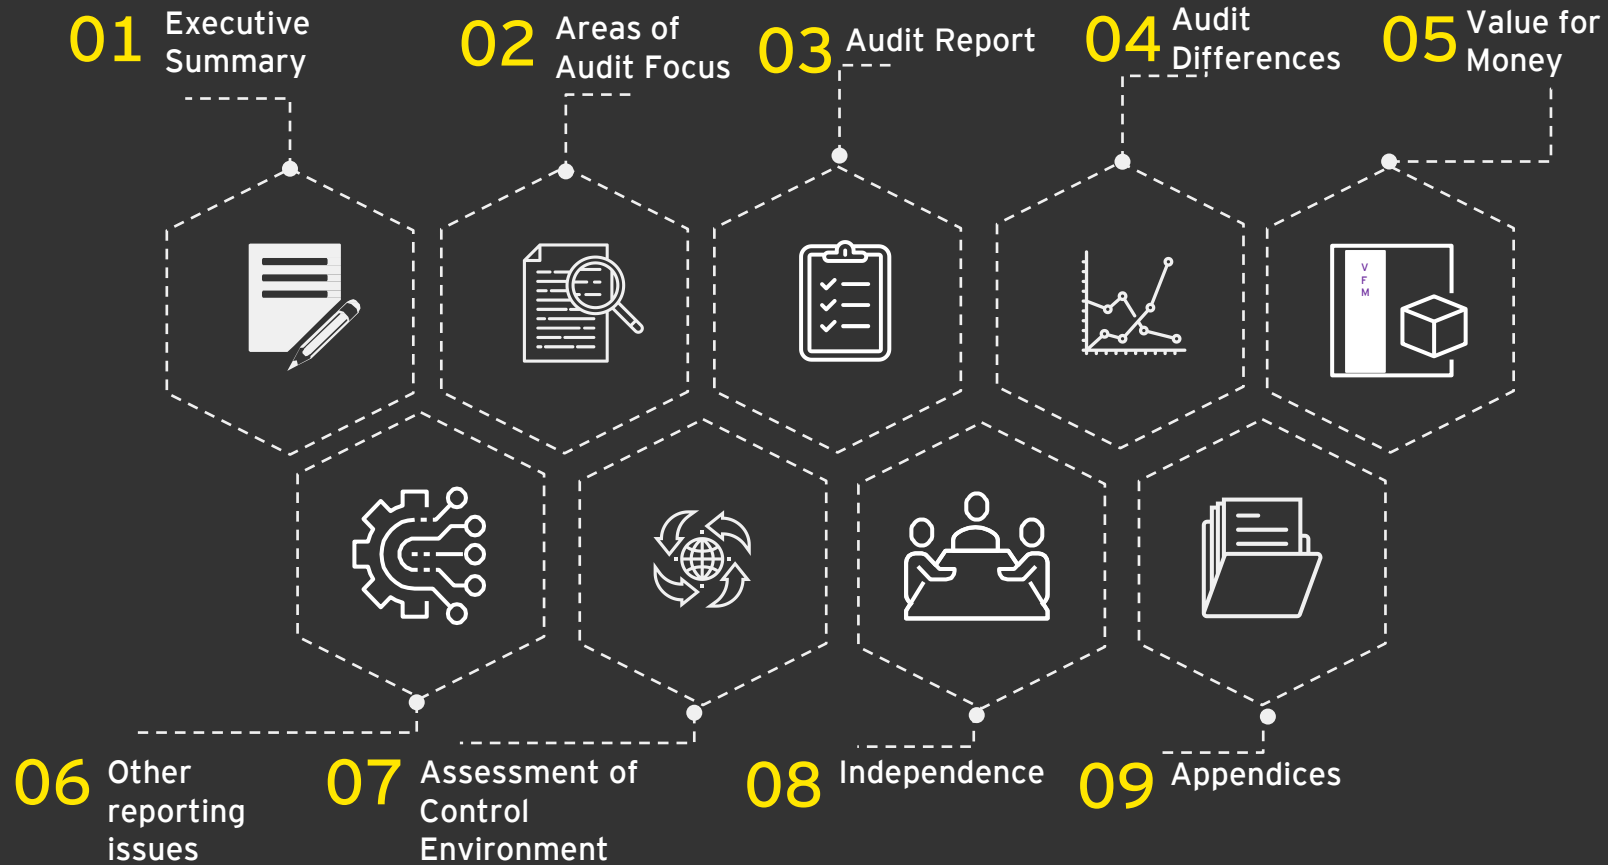 01 Executive
Summary
02 Areas of
Audit Focus
03 Audit Report
04 Audit
Differences
05 Value for
Money
V
F
M
06 Other
reporting
issues
07 Assessment of
Control
Environment
08 Independence
09 Appendices